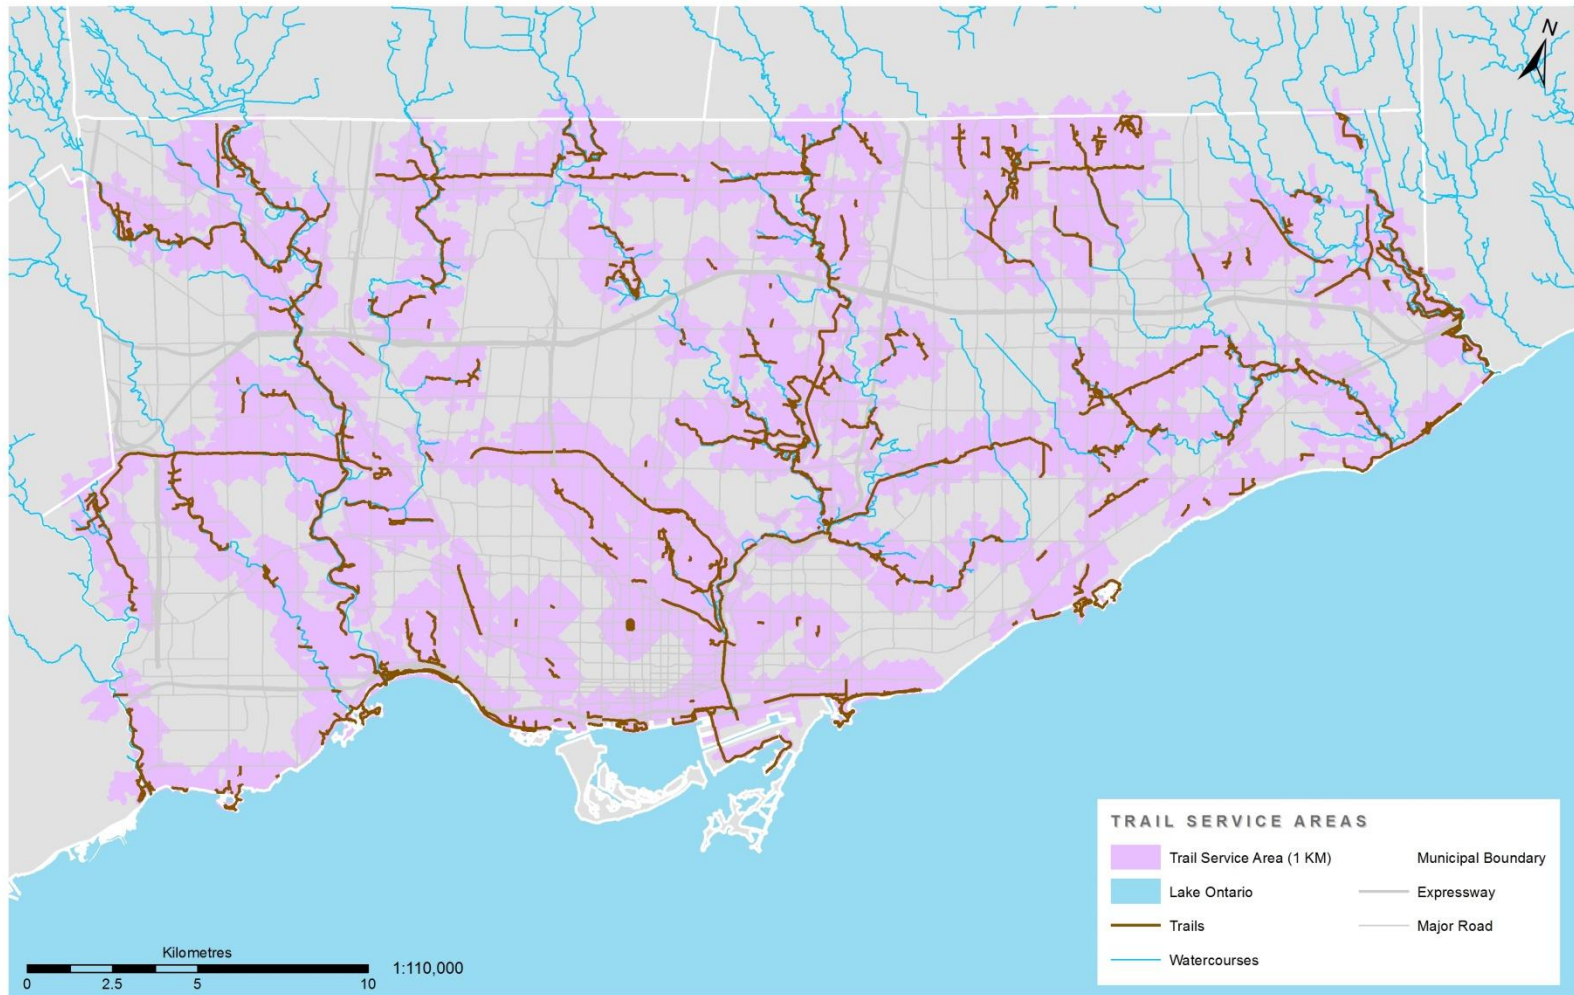 N
TRAIL SERVICE AREAS
Trail Service Area (1 KM)
Municipal Boundary
Lake Ontario
Expressway
Trails
Major Road
Watercourses
Kilometres
1:110,000
0 2.5 5 10